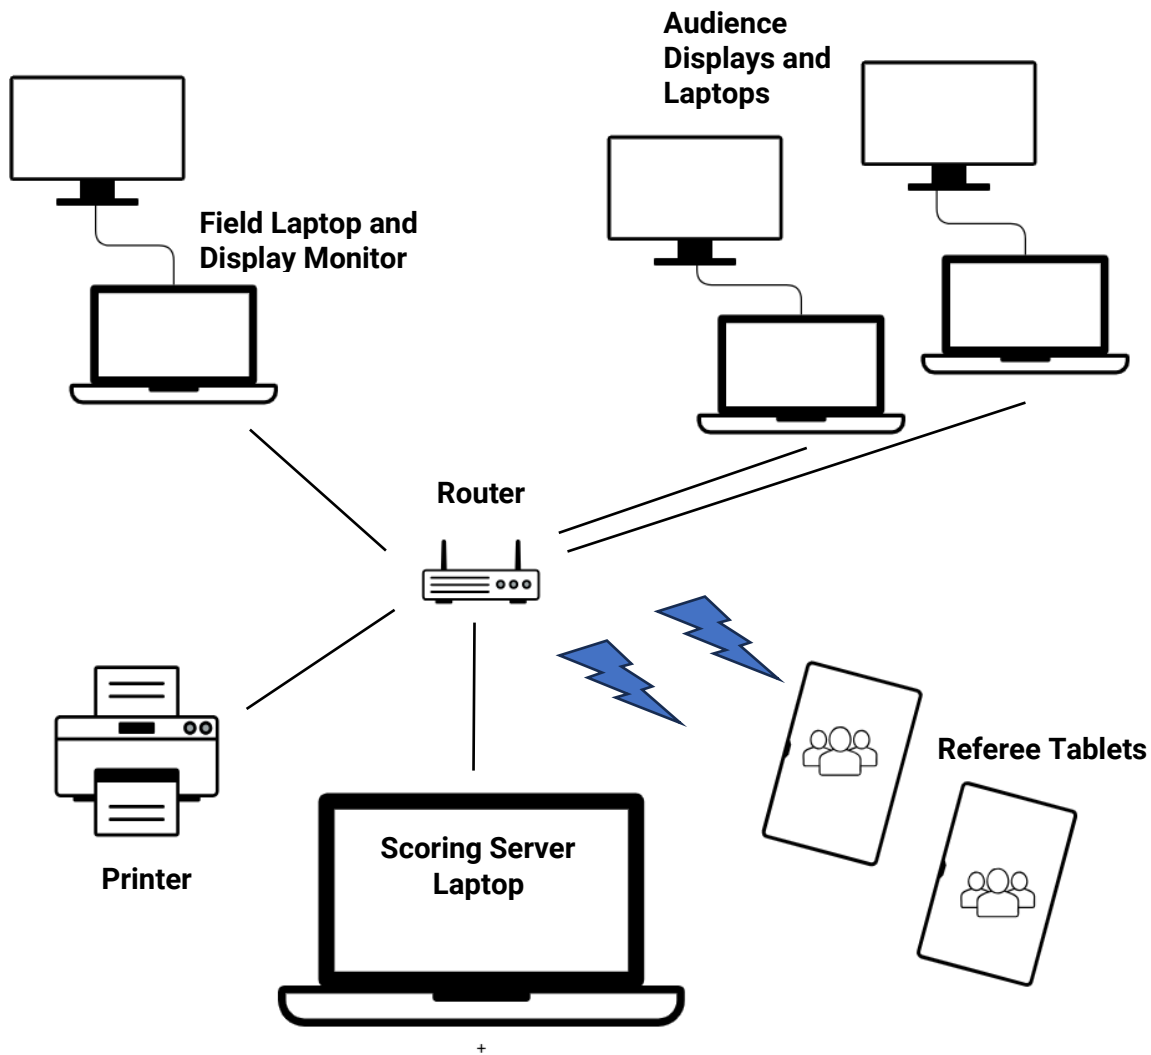 Audience
Displays and
Laptops
Field Laptop and
Display Monitor
Router
Referee Tablets
Scoring Server
Laptop
Printer
+